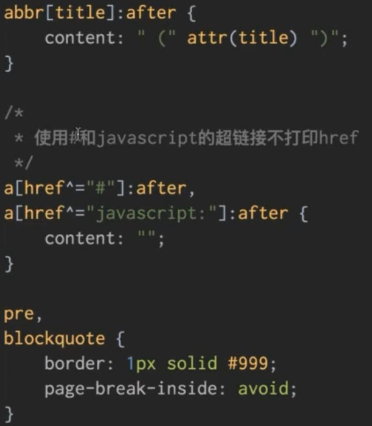 abbr[title]:after {
    content: " (" attr(title) ")";
}

/*
 * 使用#和javascript的超链接不打印href
 */
a[href^="#"]:after,
a[href^="javascript:"]:after {
    content: "";
}

pre,
blockquote {
    border: 1px solid #999;
    page-break-inside: avoid;
}